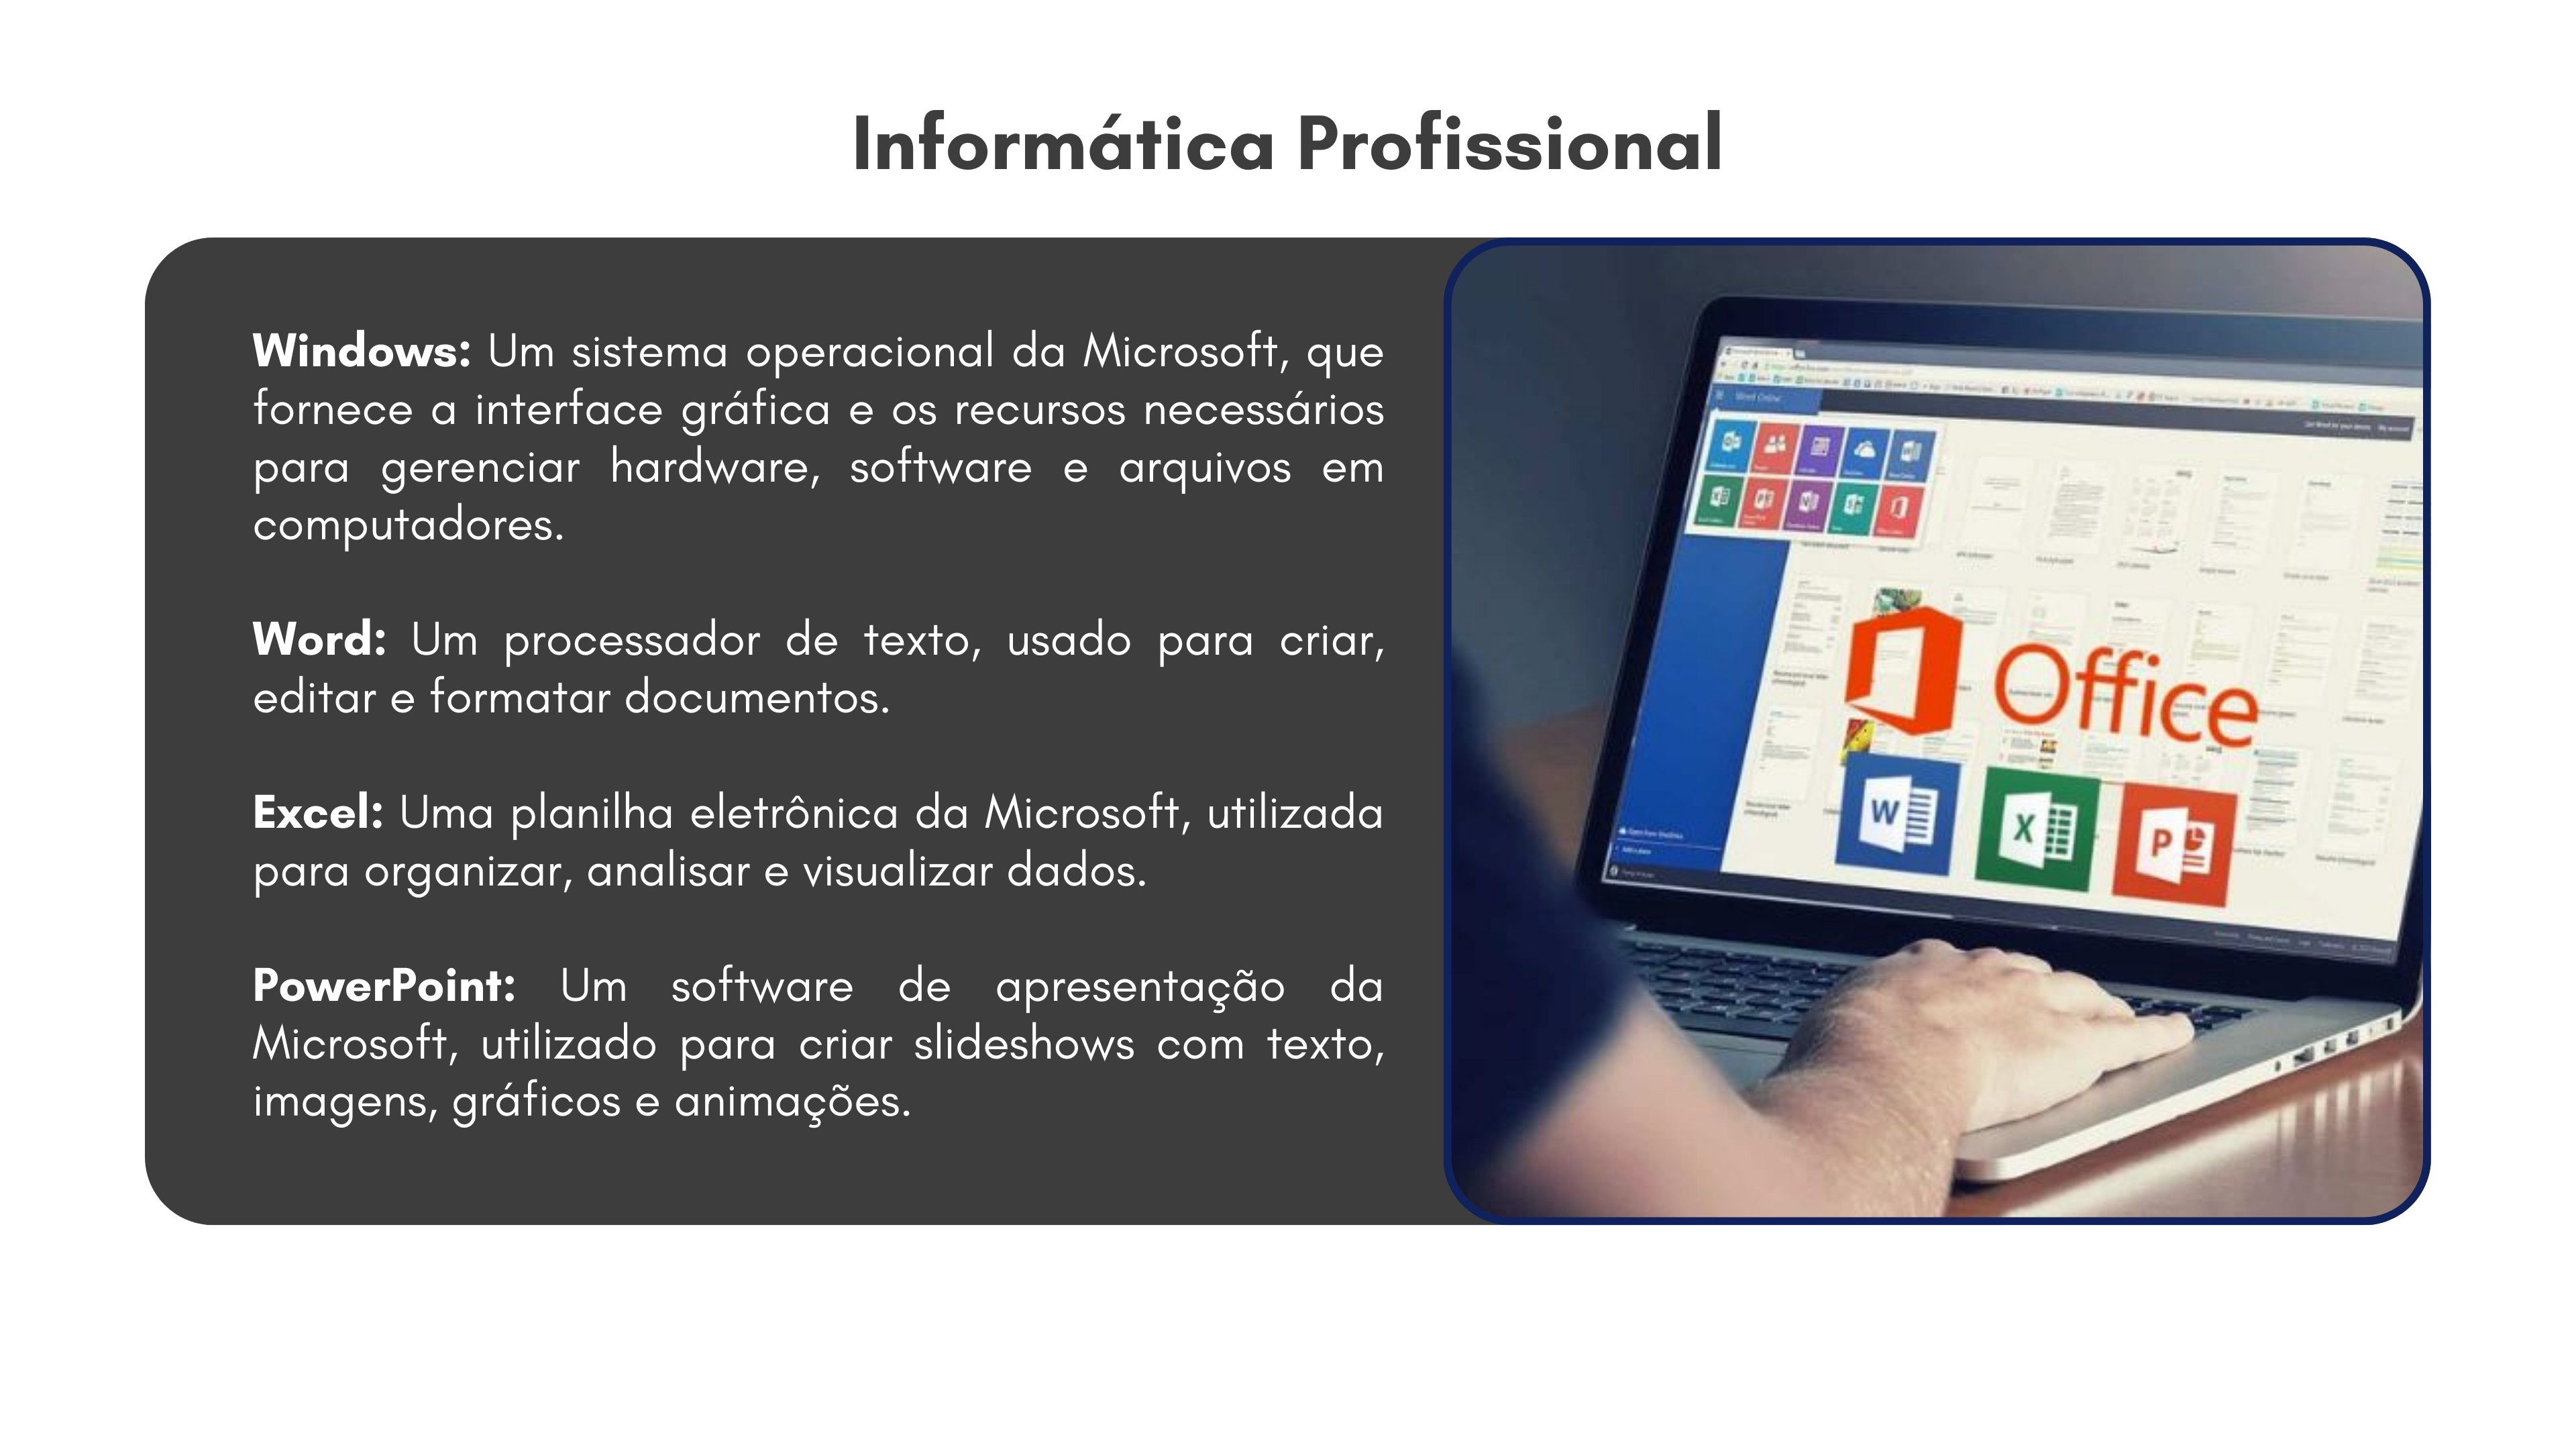 Informática Profissional
Windows: Um sistema operacional da Microsoft, que
fornece a interface gráfica e os recursos necessários
para gerenciar hardware, software e arquivos em
computadores.
Word: Um processador de texto, usado para criar,
editar e formatar documentos.
Excel: Uma planilha eletrônica da Microsoft, utilizada
para organizar, analisar e visualizar dados.
PowerPoint: Um software de apresentação da
Microsoft, utilizado para criar slideshows com texto,
imagens, gráficos e animações.
Word Online
Office
W
X
P